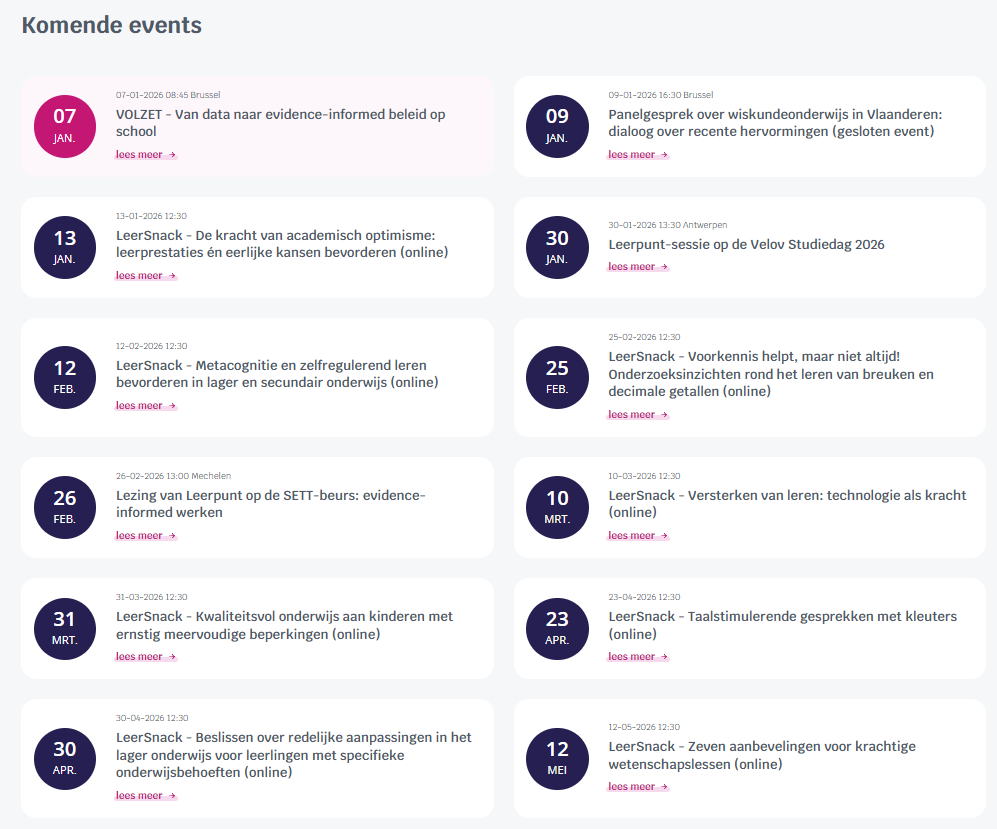 Komende events
07
JAN.
07-01-2026 08:45 Brussel
VOLZET - Van data naar evidence-informed beleid op
school
lees meer →
09
JAN.
09-01-2026 16:30 Brussel
Panelgesprek over wiskundeonderwijs in Vlaanderen:
dialoog over recente hervormingen (gesloten event)
lees meer →
13
JAN.
13-01-2026 12:30
LeerSnack - De kracht van academisch optimisme:
leerprestaties én eerlijke kansen bevorderen (online)
lees meer →
30
JAN.
30-01-2026 13:30 Antwerpen
Leerpunt-sessie op de Velov Studiedag 2026
lees meer →
12
FEB.
12-02-2026 12:30
LeerSnack - Metacognitie en zelfregulerend leren
bevorderen in lager en secundair onderwijs (online)
lees meer →
25
FEB.
25-02-2026 12:30
LeerSnack - Voorkennis helpt, maar niet altijd!
Onderzoeksinzichten rond het leren van breuken en
decimale getallen (online)
lees meer →
26
FEB.
26-02-2026 13:00 Mechelen
Lezing van Leerpunt op de SETT-beurs: evidence-
informed werken
lees meer →
10
MRT.
10-03-2026 12:30
LeerSnack - Versterken van leren: technologie als kracht
(online)
lees meer →
31
MRT.
31-03-2026 12:30
LeerSnack - Kwaliteitsvol onderwijs aan kinderen met
ernstig meervoudige beperkingen (online)
lees meer →
23
APR.
23-04-2026 12:30
LeerSnack - Taalstimulerende gesprekken met kleuters
(online)
lees meer →
30
APR.
30-04-2026 12:30
LeerSnack - Beslissen over redelijke aanpassingen in het
lager onderwijs voor leerlingen met specifieke
onderwijsbehoeften (online)
lees meer →
12
MEI
12-05-2026 12:30
LeerSnack - Zeven aanbevelingen voor krachtige
wetenschapslessen (online)
lees meer →